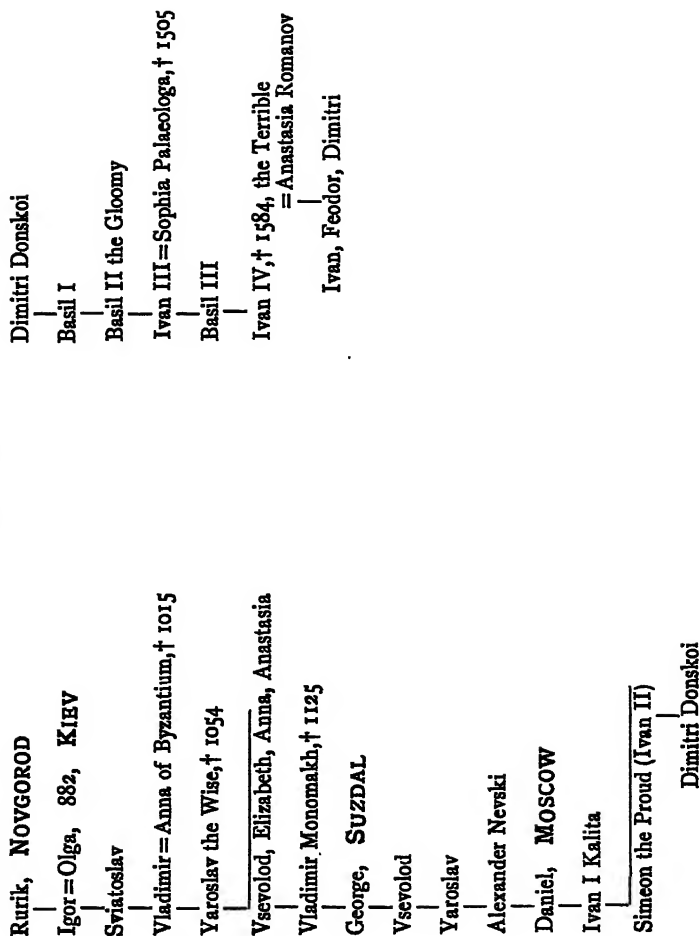 Rurik, NOVGOROD
Igor=Olga, 882, KIEV
Sviatoslav
Vladimir=Anna of Byzantium,† 1015
Yaroslav the Wise,† 1054
Vsevolod, Elizabeth, Anna, Anastasia
Vladimir Monomakh,† 1125
George, SUZDAL
Vsevolod
Yaroslav
Alexander Nevski
Daniel, MOSCOW
Ivan I Kalita
Simeon the Proud (Ivan II)
Dimitri Donskoi
Dimitri Donskoi
Basil I
Basil II the Gloomy
Ivan III=Sophia Palaeologa,† 1505
Basil III
Ivan IV,† 1584, the Terrible
=Anastasia Romanov
Ivan, Feodor, Dimitri